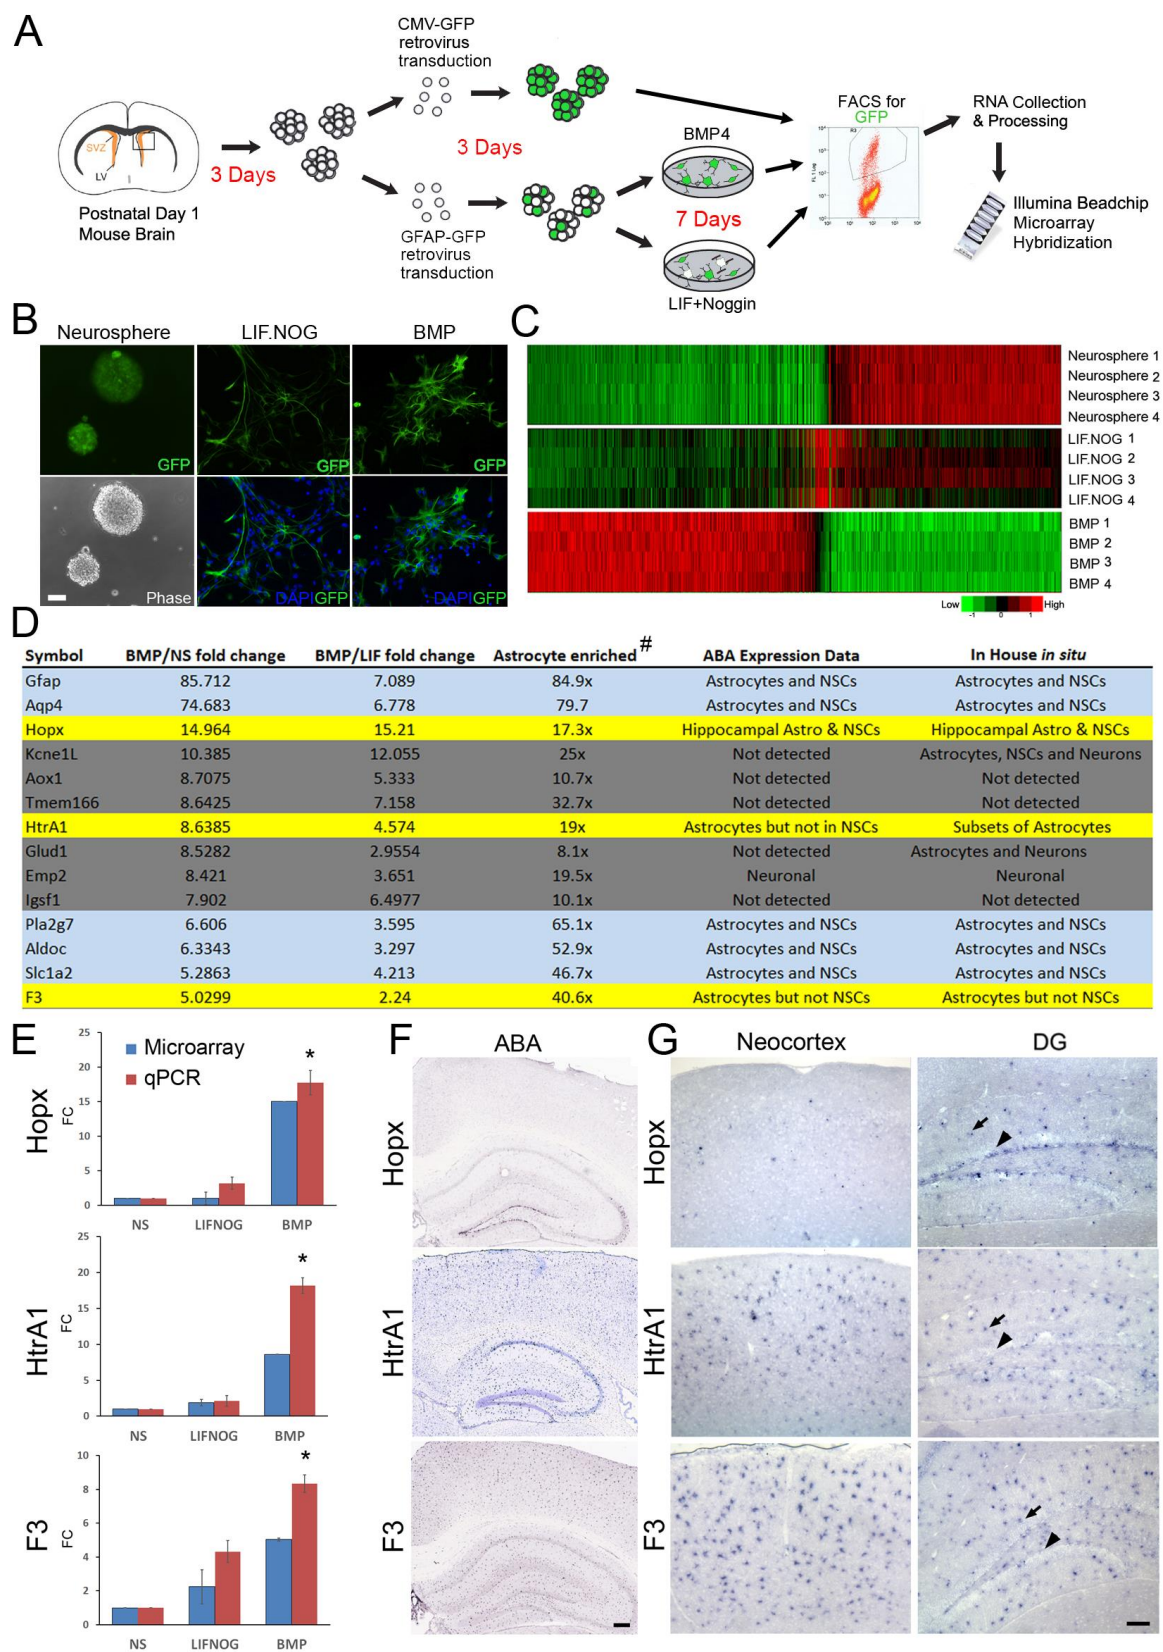 A
CMV-GFP
retrovirus
transduction
SVZ
LV
3 Days
Postnatal Day 1
Mouse Brain
3 Days
GFAP-GFP
retrovirus
transduction
BMP4
7 Days
LIF+Noggin
FACS for
GFP
R3
FL 1 Log
RNA Collection
& Processing
Illumina Beadchip
Microarray
Hybridization
B
Neurosphere LIF.NOG BMP
GFP GFP GFP
Phase DAPIGFP DAPIGFP
C
Neurosphere 1
Neurosphere 2
Neurosphere 3
Neurosphere 4
LIF.NOG 1
LIF.NOG 2
LIF.NOG 3
LIF.NOG 4
BMP 1
BMP 2
BMP 3
BMP 4
Low High
-1 0 1
D
Symbol BMP/NS fold change BMP/LIF fold change Astrocyte enriched # ABA Expression Data In House in situ
Gfap 85.712 7.089 84.9x Astrocytes and NSCs Astrocytes and NSCs
Aqp4 74.683 6.778 79.7 Astrocytes and NSCs Astrocytes and NSCs
Hopx 14.964 15.21 17.3x Hippocampal Astro & NSCs Hippocampal Astro & NSCs
Kcne1L 10.385 12.055 25x Not detected Astrocytes, NSCs and Neurons
Aox1 8.7075 5.333 10.7x Not detected Not detected
Tmem166 8.6425 7.158 32.7x Not detected Not detected
HtrA1 8.6385 4.574 19x Astrocytes but not in NSCs Subsets of Astrocytes
Glud1 8.5282 2.9554 8.1x Not detected Astrocytes and Neurons
Emp2 8.421 3.651 19.5x Neuronal Neuronal
Igsf1 7.902 6.4977 10.1x Not detected Not detected
Pla2g7 6.606 3.595 65.1x Astrocytes and NSCs Astrocytes and NSCs
Aldoc 6.3343 3.297 52.9x Astrocytes and NSCs Astrocytes and NSCs
Slc1a2 5.2863 4.213 46.7x Astrocytes and NSCs Astrocytes and NSCs
F3 5.0299 2.24 40.6x Astrocytes but not NSCs Astrocytes but not NSCs
E
Hopx
FC
25
20
15
10
5
0
Microarray
qPCR
*
NS LIFNOG BMP
HtrA1
FC
25
20
15
10
5
0
*
NS LIFNOG BMP
F3
FC
10
8
6
4
2
0
*
NS LIFNOG BMP
F
ABA
Hopx
HtrA1
F3
G
Neocortex DG
Hopx
HtrA1
F3